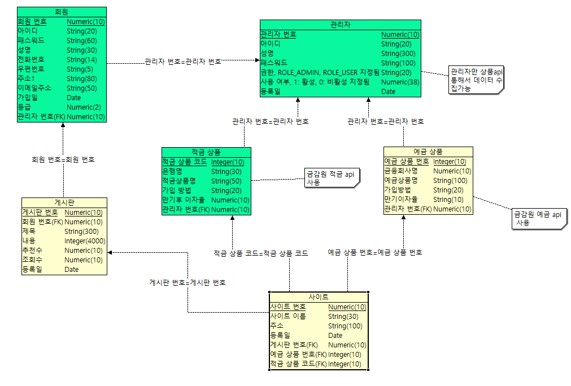 회원
회원 번호 Numeric(10)
아이디 String(20)
패스워드 String(60)
성명 String(30)
전화번호 String(14)
우편번호 String(5)
주소1 String(80)
이메일주소 String(50)
가입일 Date
등급 Numeric(2)
관리자 번호(FK) Numeric(10)
관리자
관리자 번호 Numeric(10)
아이디 String(20)
성명 String(300)
패스워드 String(100)
권한, ROLE_ADMIN, ROLE_USER 지정됨 String(20)
사용 여부, 1: 활성, 0: 비활성 지정됨 Numeric(38)
등록일 Date
관리자만 상품api
통해서 데이터 수
집가능
관리자 번호=관리자 번호
관리자 번호=관리자 번호
관리자 번호=관리자 번호
회원 번호=회원 번호
적금 상품
적금 상품 코드 Integer(10)
은행명 String(30)
적금상품명 String(50)
가입 방법 String(20)
만기후 이자율 Numeric(10)
관리자 번호(FK) Numeric(10)
금감원 적금 api
사용
예금 상품
예금 상품 번호 Integer(10)
금융회사명 Numeric(10)
예금상품명 String(100)
가입방법 String(20)
만기이자율 String(10)
관리자 번호(FK) Numeric(10)
금감원 예금 api
사용
게시판
게시판 번호 Numeric(10)
회원 번호(FK) Numeric(10)
제목 String(300)
내용 Integer(4000)
추천수 Numeric(10)
조회수 Numeric(10)
등록일 Date
적금 상품 코드=적금 상품 코드
예금 상품 번호=예금 상품 번호
게시판 번호=게시판 번호
사이트
사이트 번호 Numeric(10)
사이트 이름 String(30)
주소 String(100)
등록일 Date
게시판 번호(FK) Numeric(10)
예금 상품 번호(FK) Integer(10)
적금 상품 코드(FK) Integer(10)